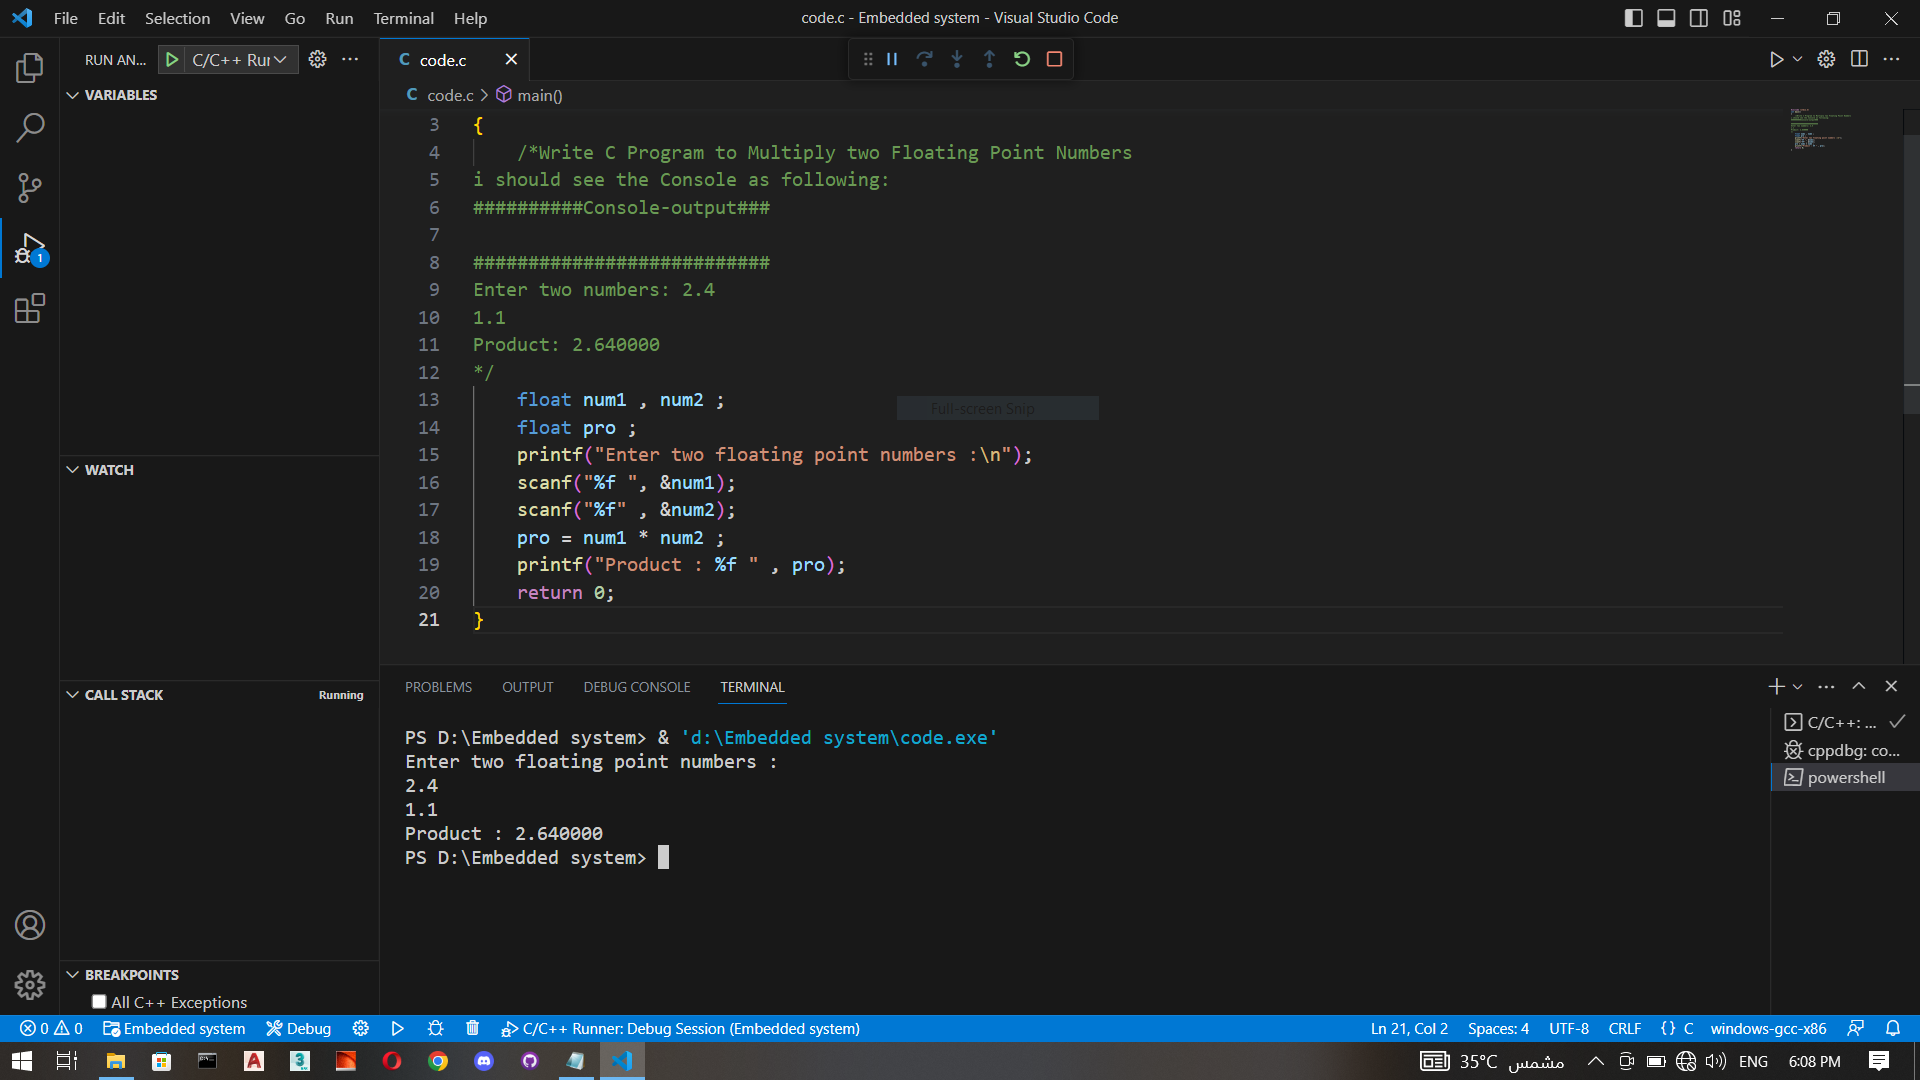 File Edit Selection View Go Run Terminal Help
code.c - Embedded system - Visual Studio Code
RUN AN... C/C++ Rur
code.c
code.c > main()
VARIABLES
WATCH
CALL STACK Running
BREAKPOINTS
All C++ Exceptions
1
3 {
4 /*Write C Program to Multiply two Floating Point Numbers
5 i should see the Console as following:
6 ##########Console-output###
7
8 ###########################
9 Enter two numbers: 2.4
10 1.1
11 Product: 2.640000
12 */
13 float num1 , num2 ;
14 float pro ;
15 printf("Enter two floating point numbers :\n");
16 scanf("%f ", &num1);
17 scanf("%f" , &num2);
18 pro = num1 * num2 ;
19 printf("Product : %f " , pro);
20 return 0;
21 }
Full-screen Snip
PROBLEMS OUTPUT DEBUG CONSOLE TERMINAL
PS D:\Embedded system> & 'd:\Embedded system\code.exe'
Enter two floating point numbers :
2.4
1.1
Product : 2.640000
PS D:\Embedded system>
C/C++: ...
cppdbg: co...
powershell
0 0 Embedded system Debug C/C++ Runner: Debug Session (Embedded system)
Ln 21, Col 2 Spaces: 4 UTF-8 CRLF {} C windows-gcc-x86
35°C مشمس ENG 6:08 PM